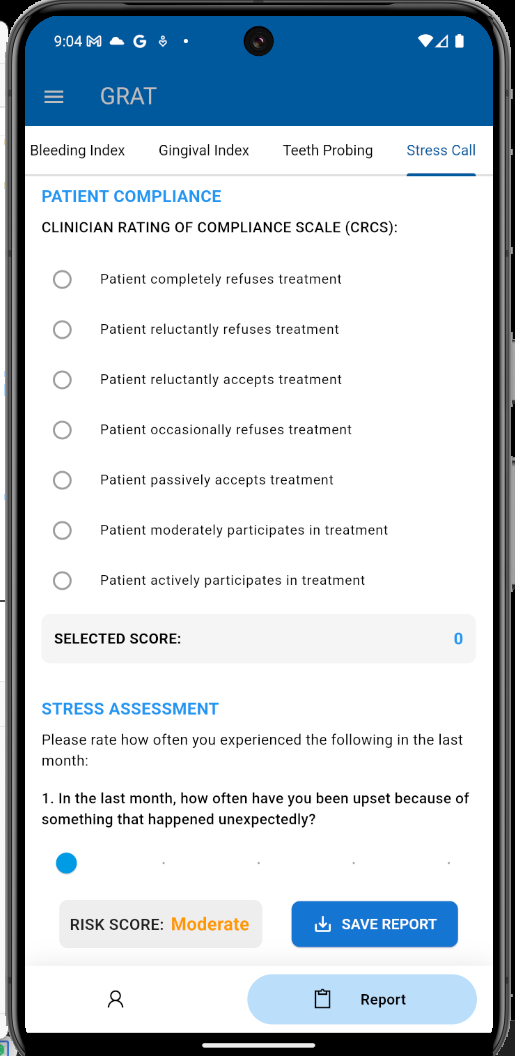 9:04
GRAT
Bleeding Index Gingival Index Teeth Probing Stress Call
PATIENT COMPLIANCE
CLINICIAN RATING OF COMPLIANCE SCALE (CRCS):
Patient completely refuses treatment
Patient reluctantly refuses treatment
Patient reluctantly accepts treatment
Patient occasionally refuses treatment
Patient passively accepts treatment
Patient moderately participates in treatment
Patient actively participates in treatment
SELECTED SCORE: 0
STRESS ASSESSMENT
Please rate how often you experienced the following in the last
month:
1. In the last month, how often have you been upset because of
something that happened unexpectedly?
RISK SCORE: Moderate SAVE REPORT
Report